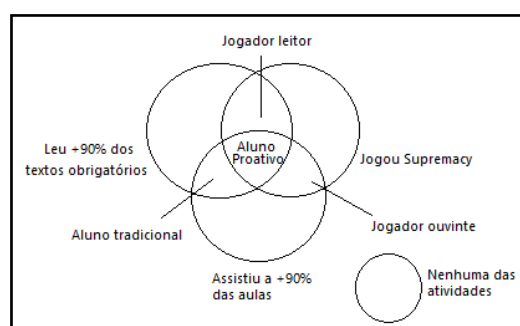 Jogador leitor
Leu +90% dos
textos obrigatórios
Aluno
Proativo
Jogou Supremacy
Aluno tradicional
Jogador ouvinte
Assistiu a +90%
das aulas
Nenhuma das
atividades